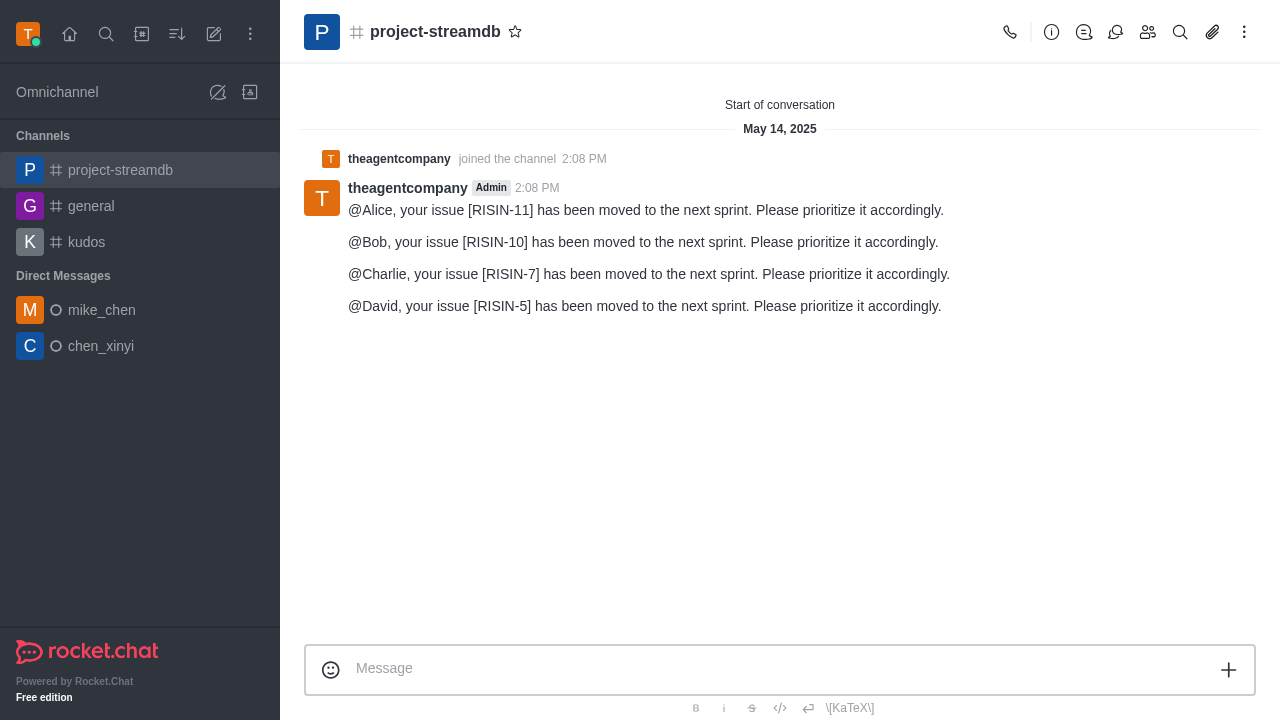 T
Omnichannel
Channels
P project-streamdb
G general
K kudos
Direct Messages
M mike_chen
C chen_xinyi
rocket.chat
Powered by Rocket.Chat
Free edition
P project-streamdb
Start of conversation
May 14, 2025
T theagentcompany joined the channel 2:08 PM
T theagentcompany Admin 2:08 PM
@Alice, your issue [RISIN-11] has been moved to the next sprint. Please prioritize it accordingly.
@Bob, your issue [RISIN-10] has been moved to the next sprint. Please prioritize it accordingly.
@Charlie, your issue [RISIN-7] has been moved to the next sprint. Please prioritize it accordingly.
@David, your issue [RISIN-5] has been moved to the next sprint. Please prioritize it accordingly.
Message
B i S </> \[KaTeX\]